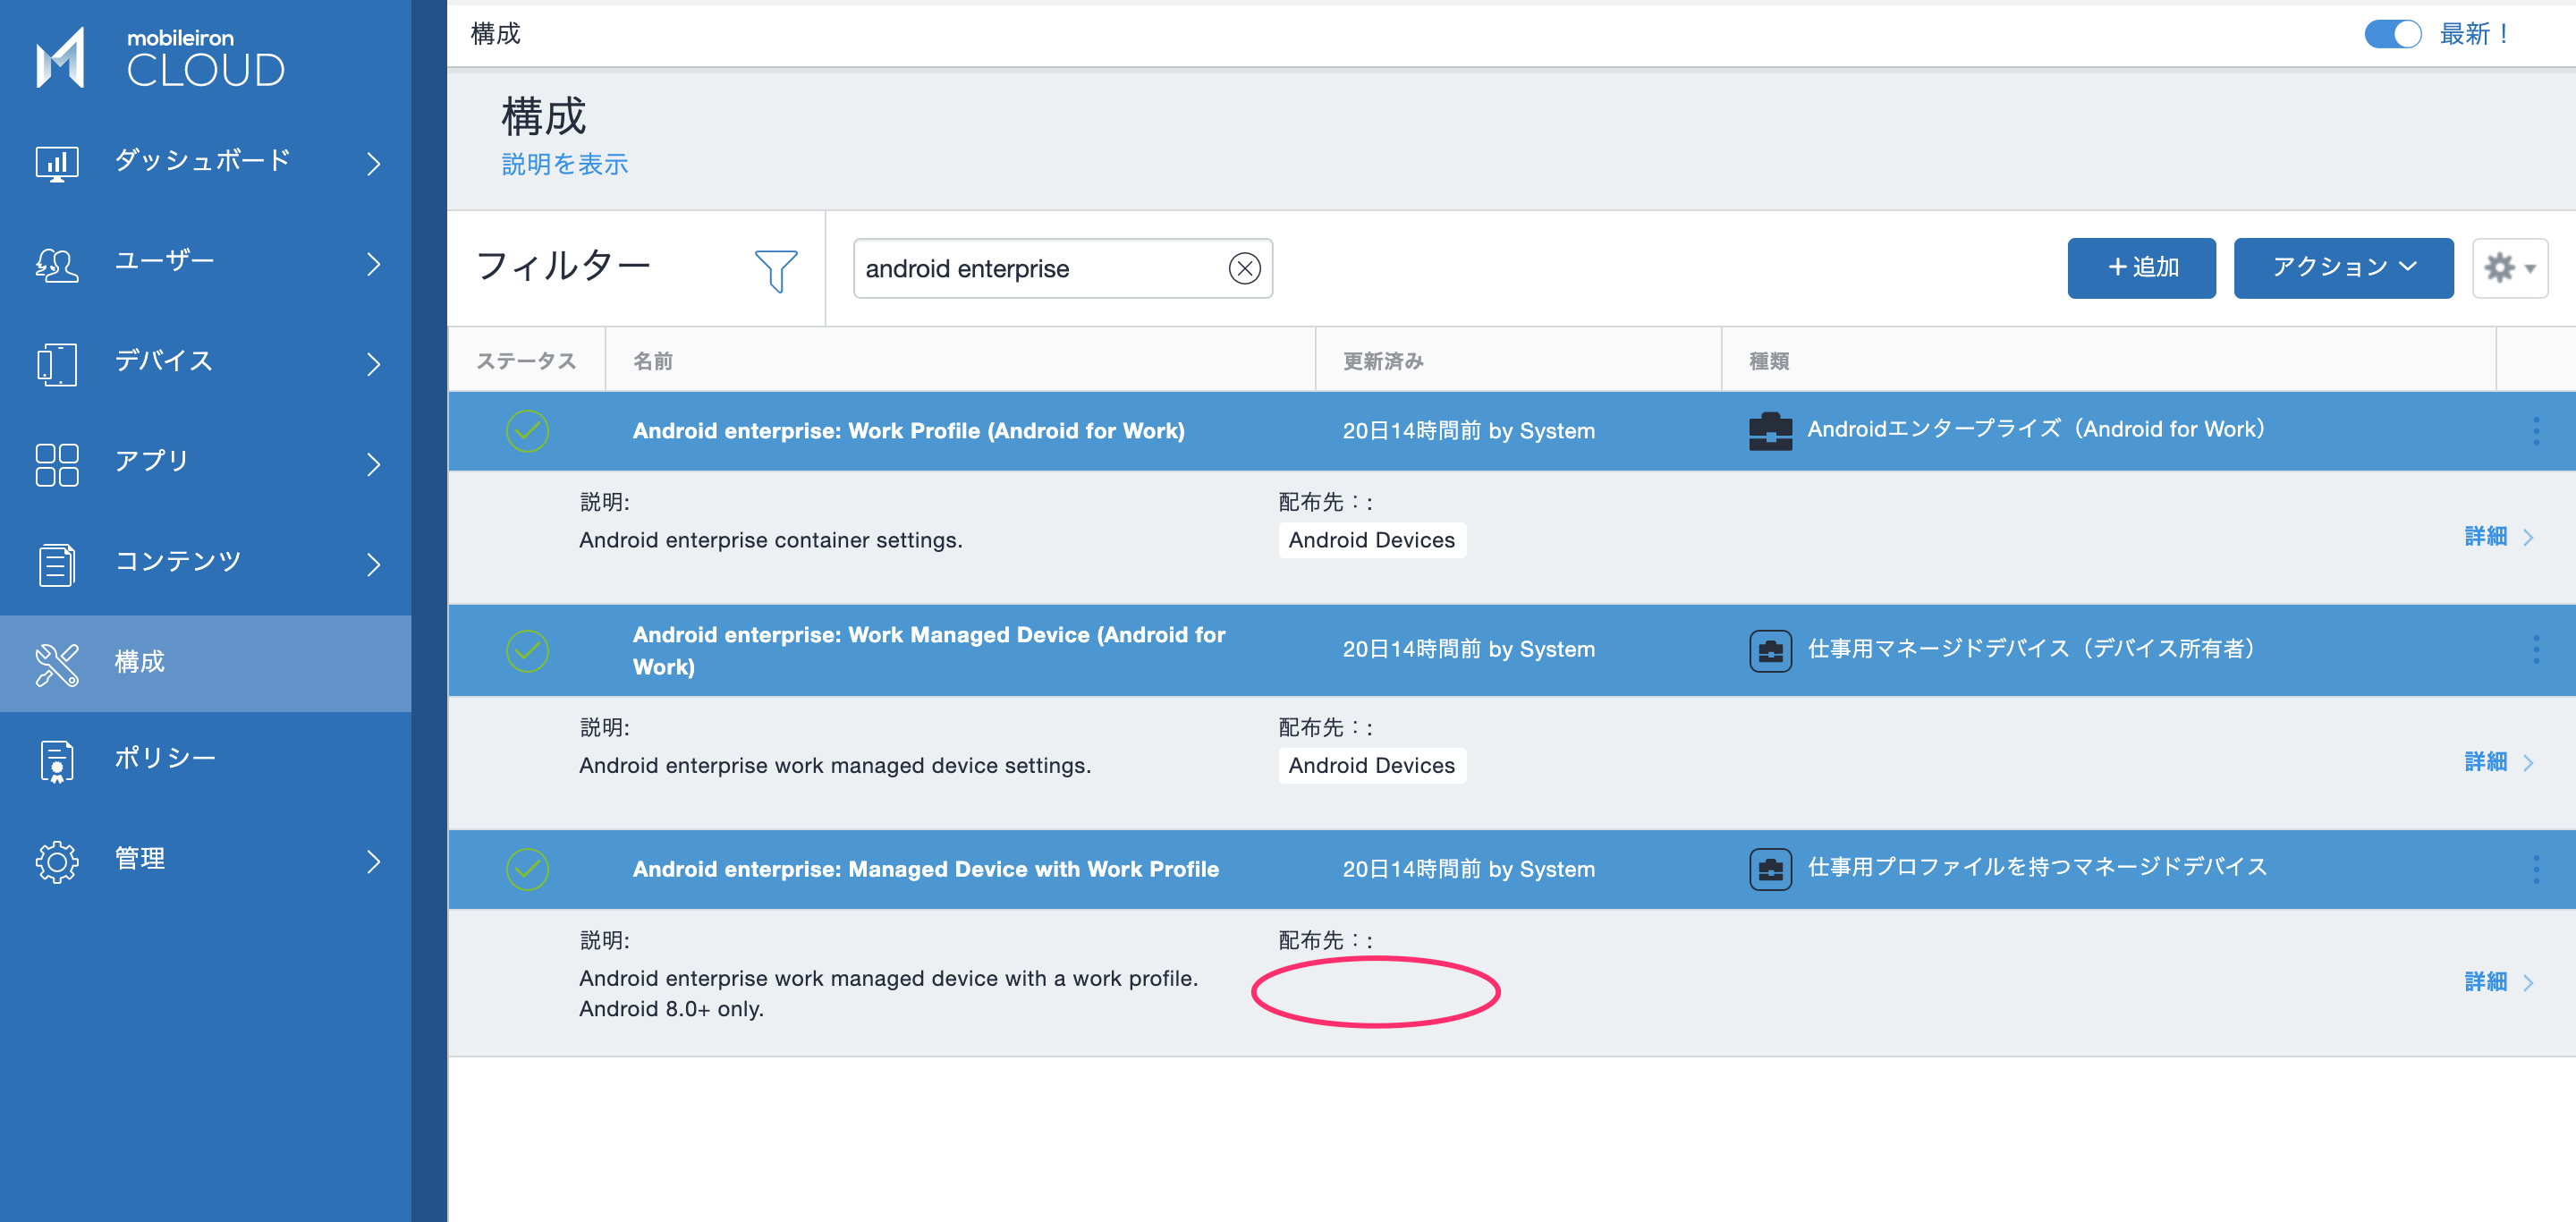 mobileiron
CLOUD
ダッシュボード
ユーザー
デバイス
アプリ
コンテンツ
構成
ポリシー
管理
構成
最新！
構成
説明を表示
フィルター
android enterprise
+追加
アクション
ステータス
名前
更新済み
種類
Android enterprise: Work Profile (Android for Work)
20日14時間前 by System
Androidエンタープライズ（Android for Work）
説明:
配布先：:
Android enterprise container settings.
Android Devices
詳細
Android enterprise: Work Managed Device (Android for
Work)
20日14時間前 by System
仕事用マネージドデバイス（デバイス所有者）
説明:
配布先：:
Android enterprise work managed device settings.
Android Devices
詳細
Android enterprise: Managed Device with Work Profile
20日14時間前 by System
仕事用プロファイルを持つマネージドデバイス
説明:
配布先：:
Android enterprise work managed device with a work profile.
Android 8.0+ only.
詳細